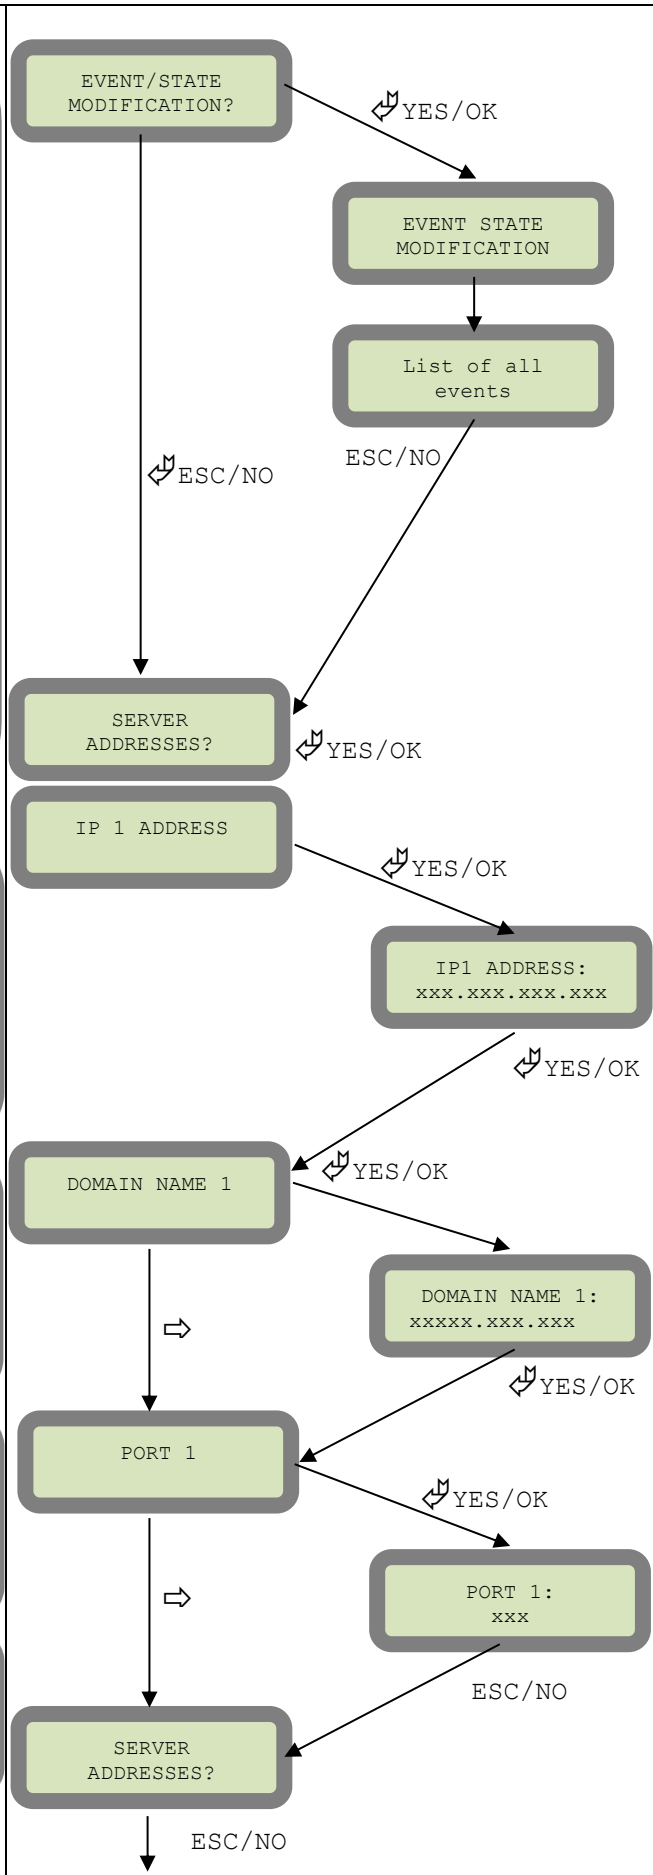 EVENT/STATE
MODIFICATION?
YES/OK
EVENT STATE
MODIFICATION
List of all
events
ESC/NO
ESC/NO
SERVER
ADDRESSES?
YES/OK
IP 1 ADDRESS
YES/OK
IP1 ADDRESS:
xxx.xxx.xxx.xxx
YES/OK
DOMAIN NAME 1
YES/OK
DOMAIN NAME 1:
xxxxx.xxx.xxx
YES/OK
PORT 1
YES/OK
PORT 1:
xxx
ESC/NO
SERVER
ADDRESSES?
ESC/NO